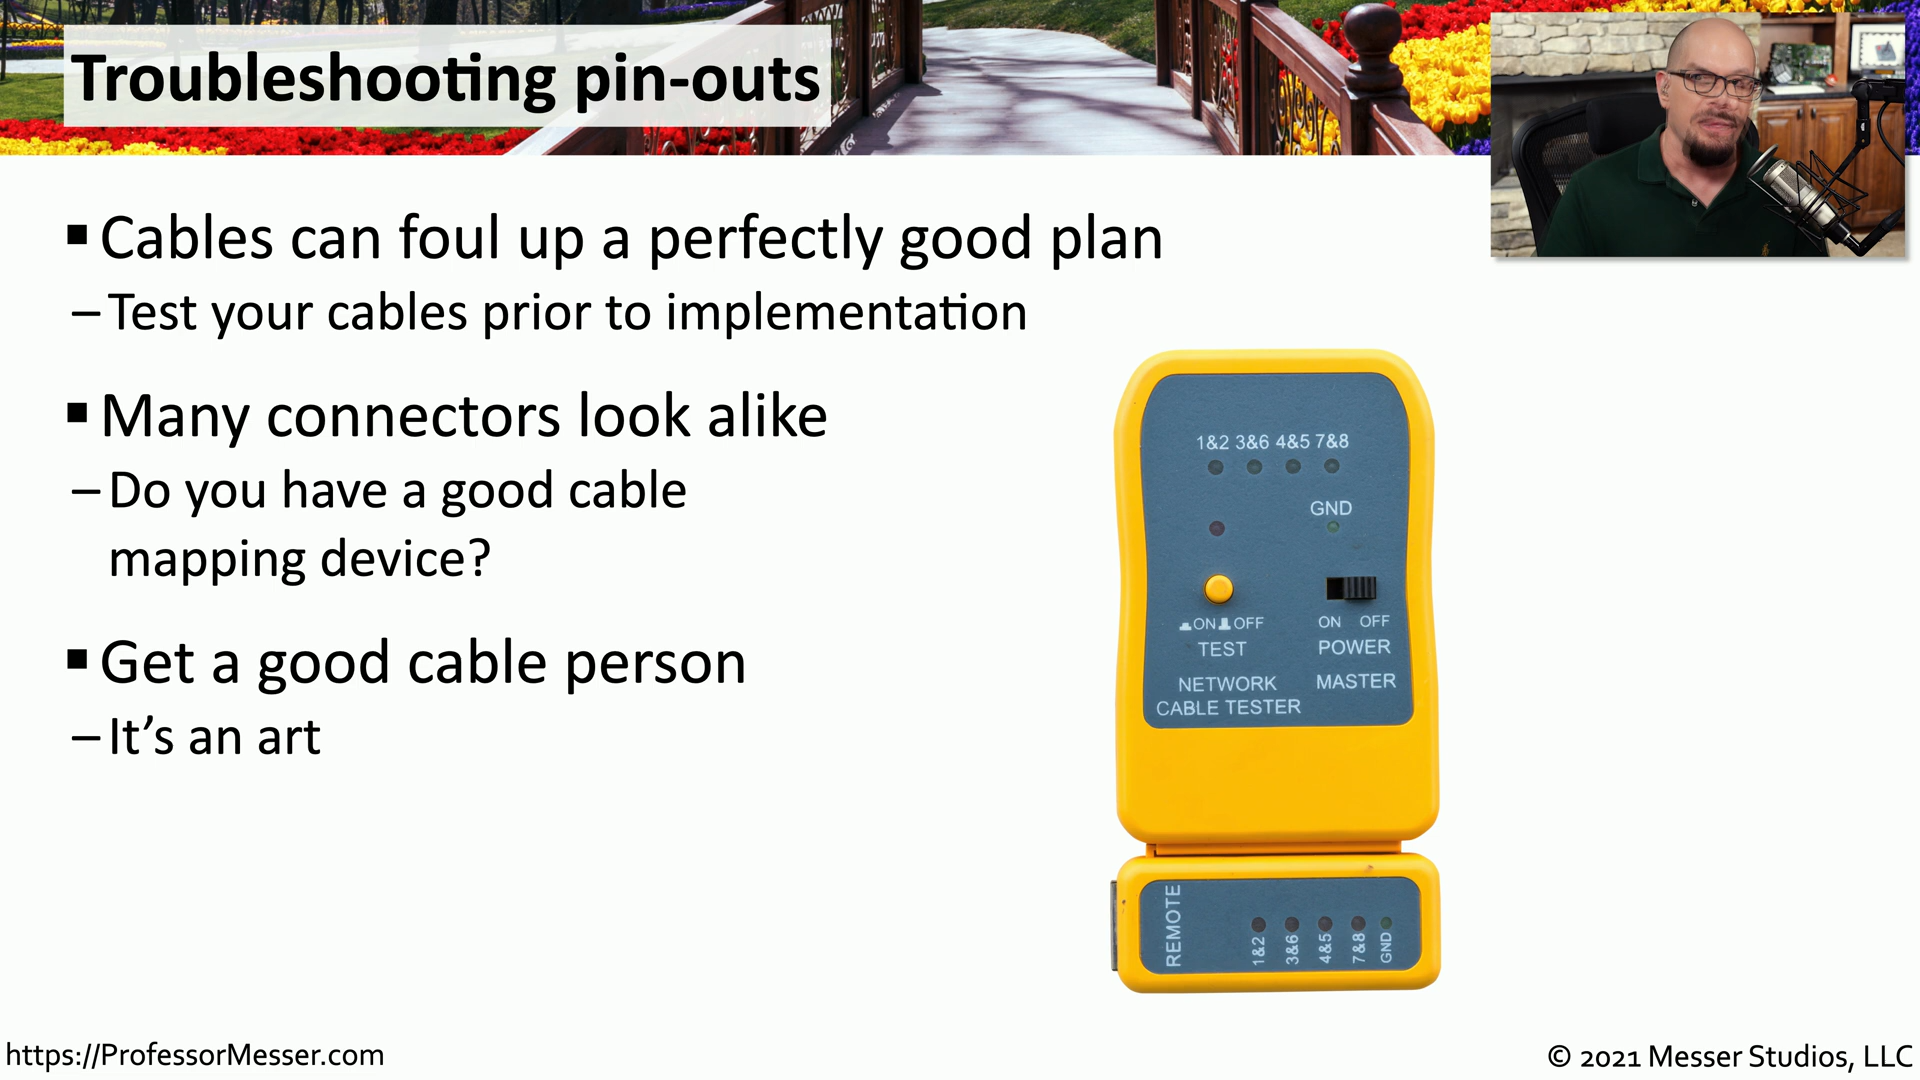 Troubleshooting pin-outs
▪ Cables can foul up a perfectly good plan
– Test your cables prior to implementation
▪ Many connectors look alike
– Do you have a good cable
mapping device?
▪ Get a good cable person
– It's an art
1&2 3&6 4&5 7&8
GND
ON OFF
TEST
ON OFF
POWER
NETWORK
CABLE TESTER
MASTER
REMOTE
1&2 3&6 4&5 7&8 GND
https://ProfessorMesser.com
© 2021 Messer Studios, LLC